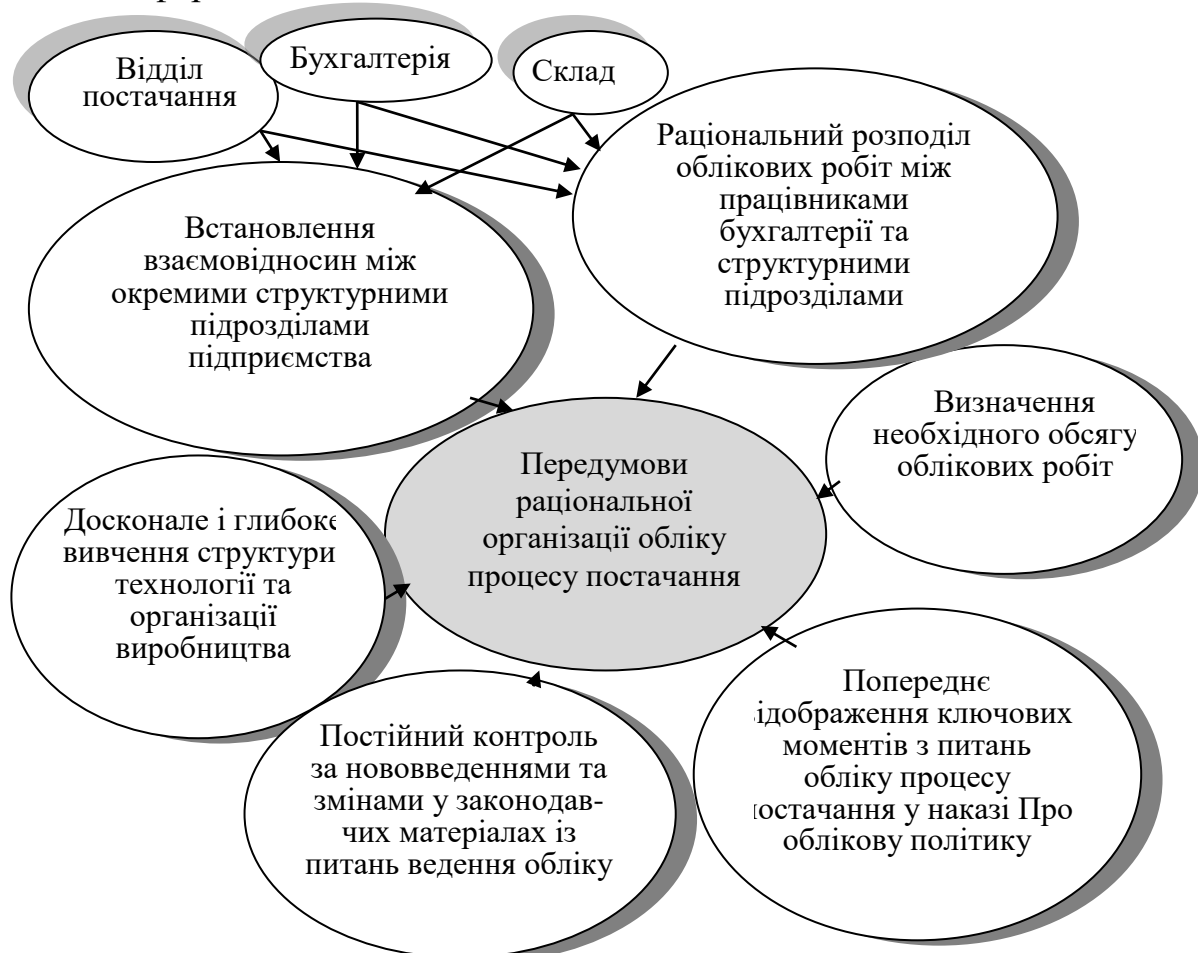 Відділ
постачання
Бухгалтерія
Склад
Раціональний розподіл
облікових робіт між
працівниками
бухгалтерії та
структурними
підрозділами
Встановлення
взаємовідносин між
окремими структурними
підрозділами
підприємства
Визначення
необхідного обсягу
облікових робіт
Передумови
раціональної
організації обліку
процесу постачання
Досконале і глибоке
вивчення структури
технології та
організації
виробництва
Постійний контроль
за нововведеннями та
змінами у законодав-
чих матеріалах із
питань ведення обліку
Попереднє
відображення ключових
моментів з питань
обліку процесу
постачання у наказі Про
облікову політику